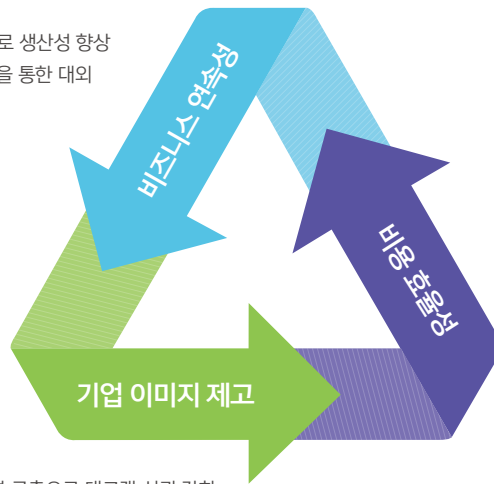 로 생산성 향상
을 통한 대외
비즈니스 연속성
비용 효율성
기업 이미지 제고